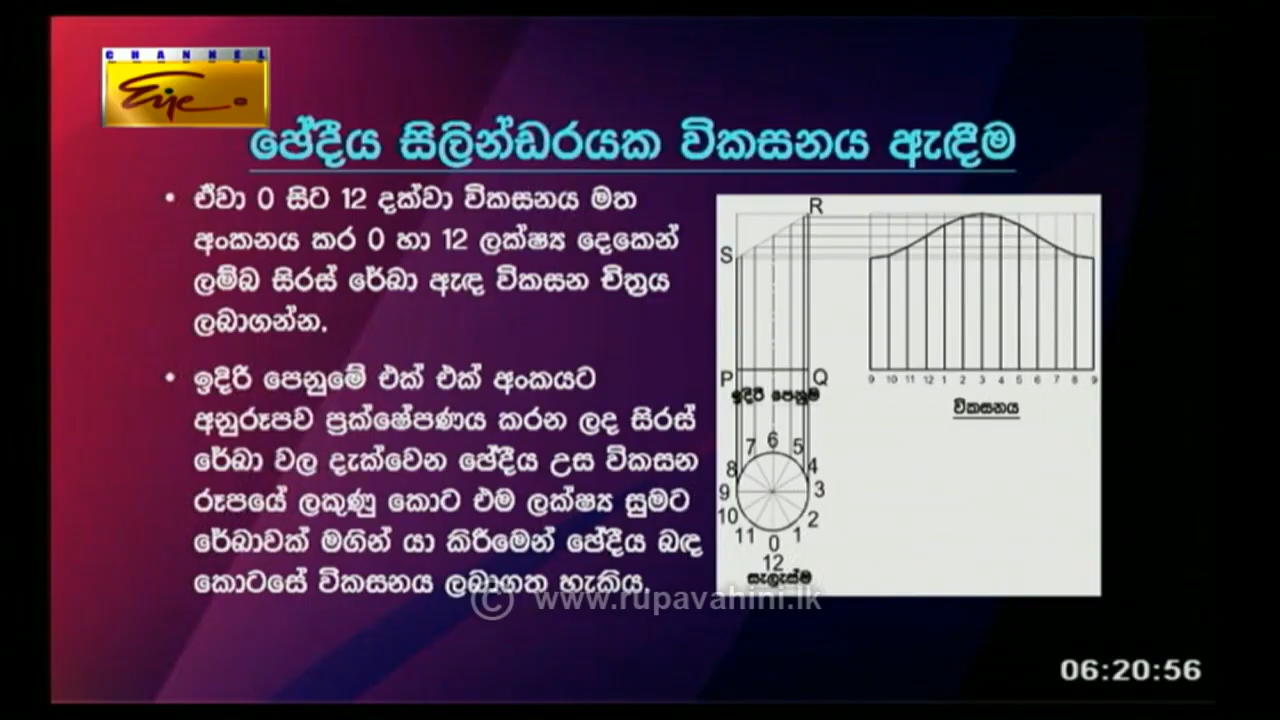 CHANNEL
Eye
ඡේදීය සිලින්ඩරයක විකසනය ඇඳීම
• ඒවා 0 සිට 12 දක්වා විකසනය මත
අංකනය කර 0 හා 12 ලක්ෂ්‍ය දෙකෙන්
ලම්බ සිරස් රේඛා ඇඳ විකසන චිත්‍රය
ලබාගන්න.
• ඉදිරි පෙනුමේ එක් එක් අංකයට
අනුරූපව ප්‍රක්ෂේපණය කරන ලද සිරස්
රේඛා වල දැක්වෙන ඡේදීය උස විකසන
රූපයේ ලකුණු කොට එම ලක්ෂ්‍ය සුමට
රේඛාවක් මගින් යා කිරීමෙන් ඡේදීය බඳ
කොටසේ විකසනය ලබාගත හැකිය.
R
S
P Q
ඉදිරි පෙනුම
9 10 11 12 1 2 3 4 5 6 7 8 9
විකසනය
7 6 5
8 4
9 3
10 2
11 0 1
12
සැලැස්ම
© www.rupavahini.lk
06:20:56